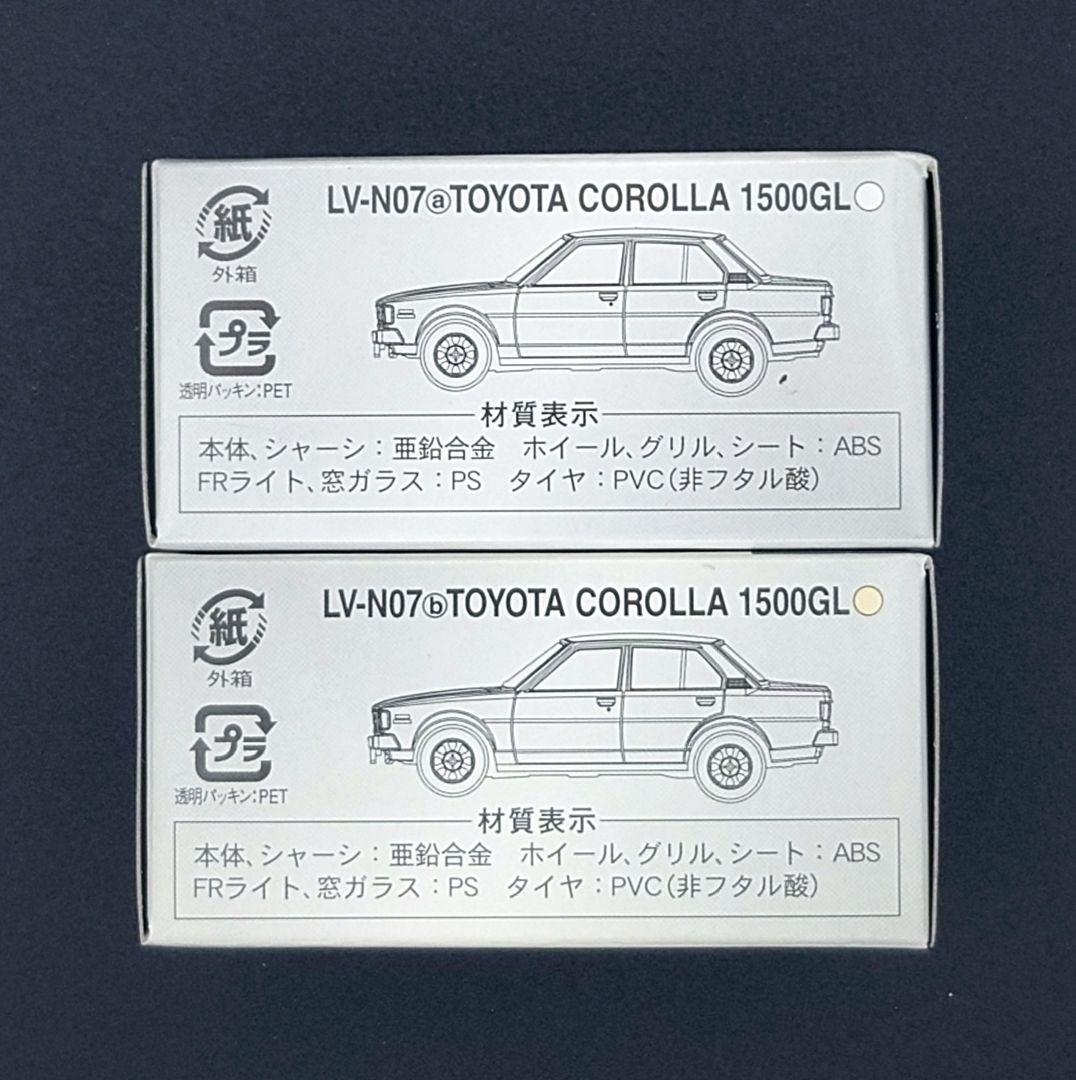 紙
外箱
プラ
透明パッキン:PET
LV-N07ⓐTOYOTA COROLLA 1500GL
材質表示
本体、シャーシ:亜鉛合金 ホイール、グリル、シート:ABS
FRライト、窓ガラス:PS タイヤ:PVC(非フタル酸)
紙
外箱
プラ
透明パッキン:PET
LV-N07ⓑTOYOTA COROLLA 1500GL
材質表示
本体、シャーシ:亜鉛合金 ホイール、グリル、シート:ABS
FRライト、窓ガラス:PS タイヤ:PVC(非フタル酸)